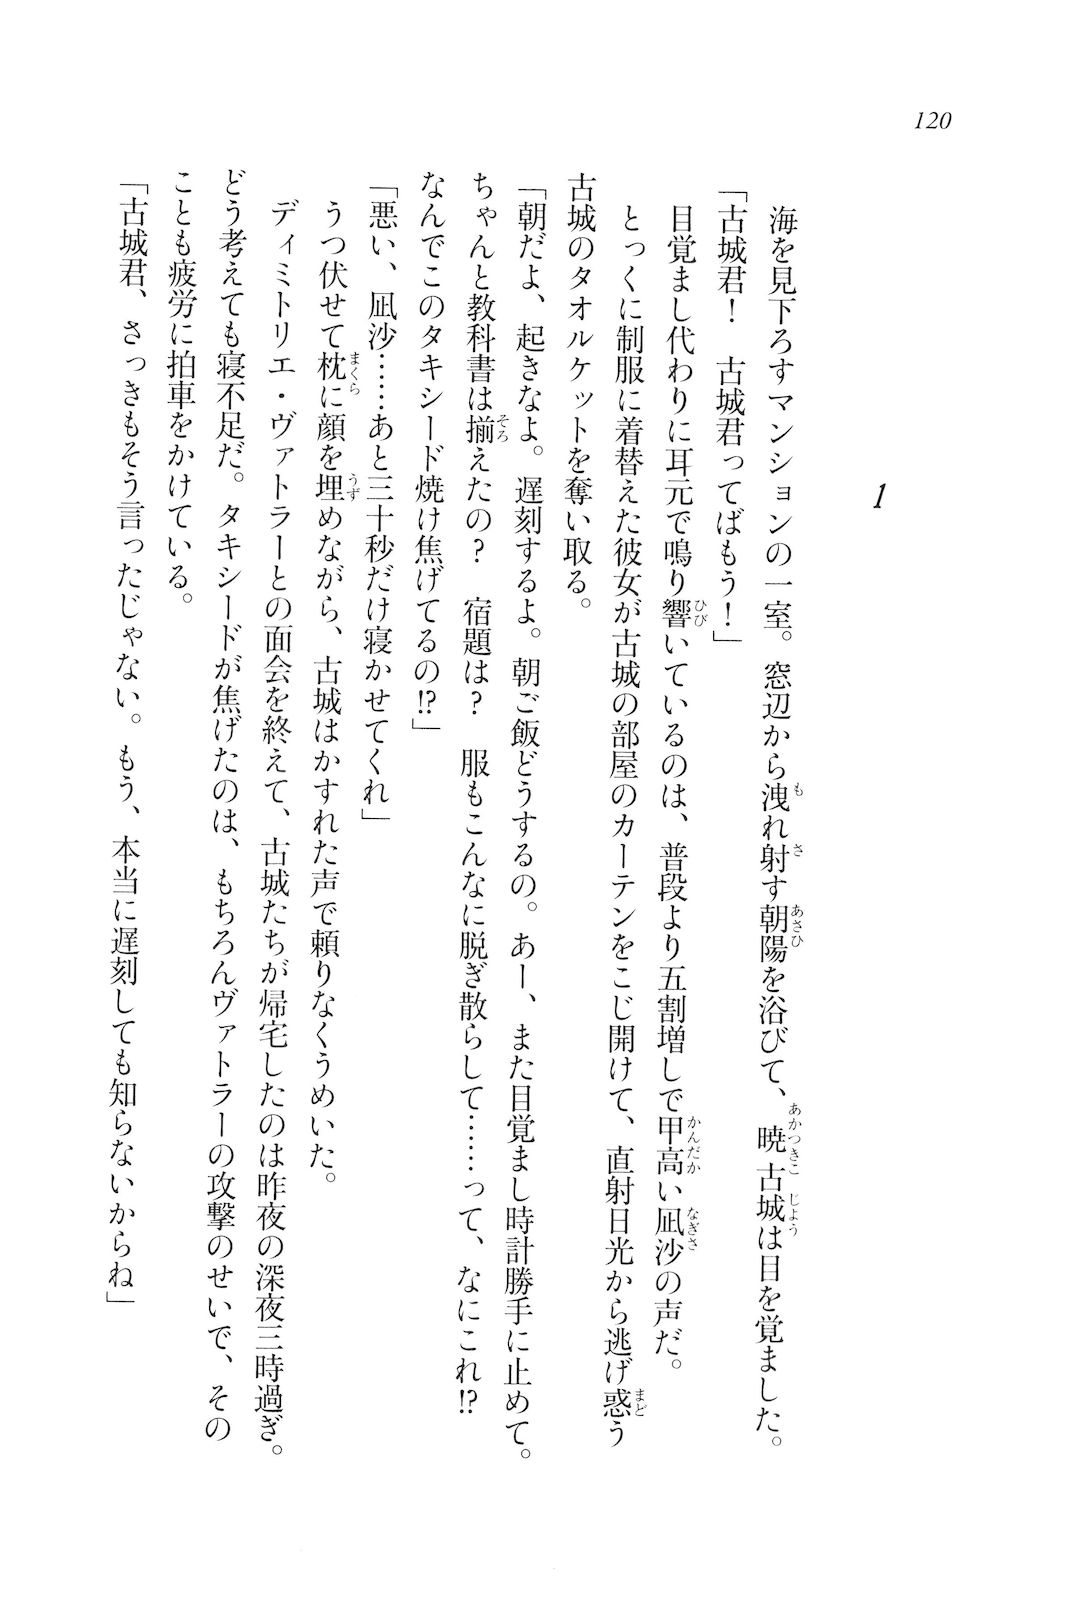 120
1
　海を見下ろすマンションの一室。窓辺から洩れ射す朝陽を浴びて、暁古城は目を覚ました。
「古城君！　古城君ってばもう！」
　目覚まし代わりに耳元で鳴り響いているのは、普段より五割増しで甲高い凪沙の声だ。
　とっくに制服に着替えた彼女が古城の部屋のカーテンをこじ開けて、直射日光から逃げ惑う
古城のタオルケットを奪い取る。
「朝だよ、起きなよ。遅刻するよ。朝ご飯どうするの。あー、また目覚まし時計勝手に止めて。
ちゃんと教科書は揃えたの？　宿題は？　服もこんなに脱ぎ散らして……って、なにこれ!?
なんでこのタキシード焼け焦げてるの!?」
「悪い、凪沙……あと三十秒だけ寝かせてくれ」
　うつ伏せて枕に顔を埋めながら、古城はかすれた声で頼りなくうめいた。
　ディミトリエ・ヴァトラーとの面会を終えて、古城たちが帰宅したのは昨夜の深夜三時過ぎ。
どう考えても寝不足だ。タキシードが焦げたのは、もちろんヴァトラーの攻撃のせいで、その
ことも疲労に拍車をかけている。
「古城君、さっきもそう言ったじゃない。もう、本当に遅刻しても知らないからね」